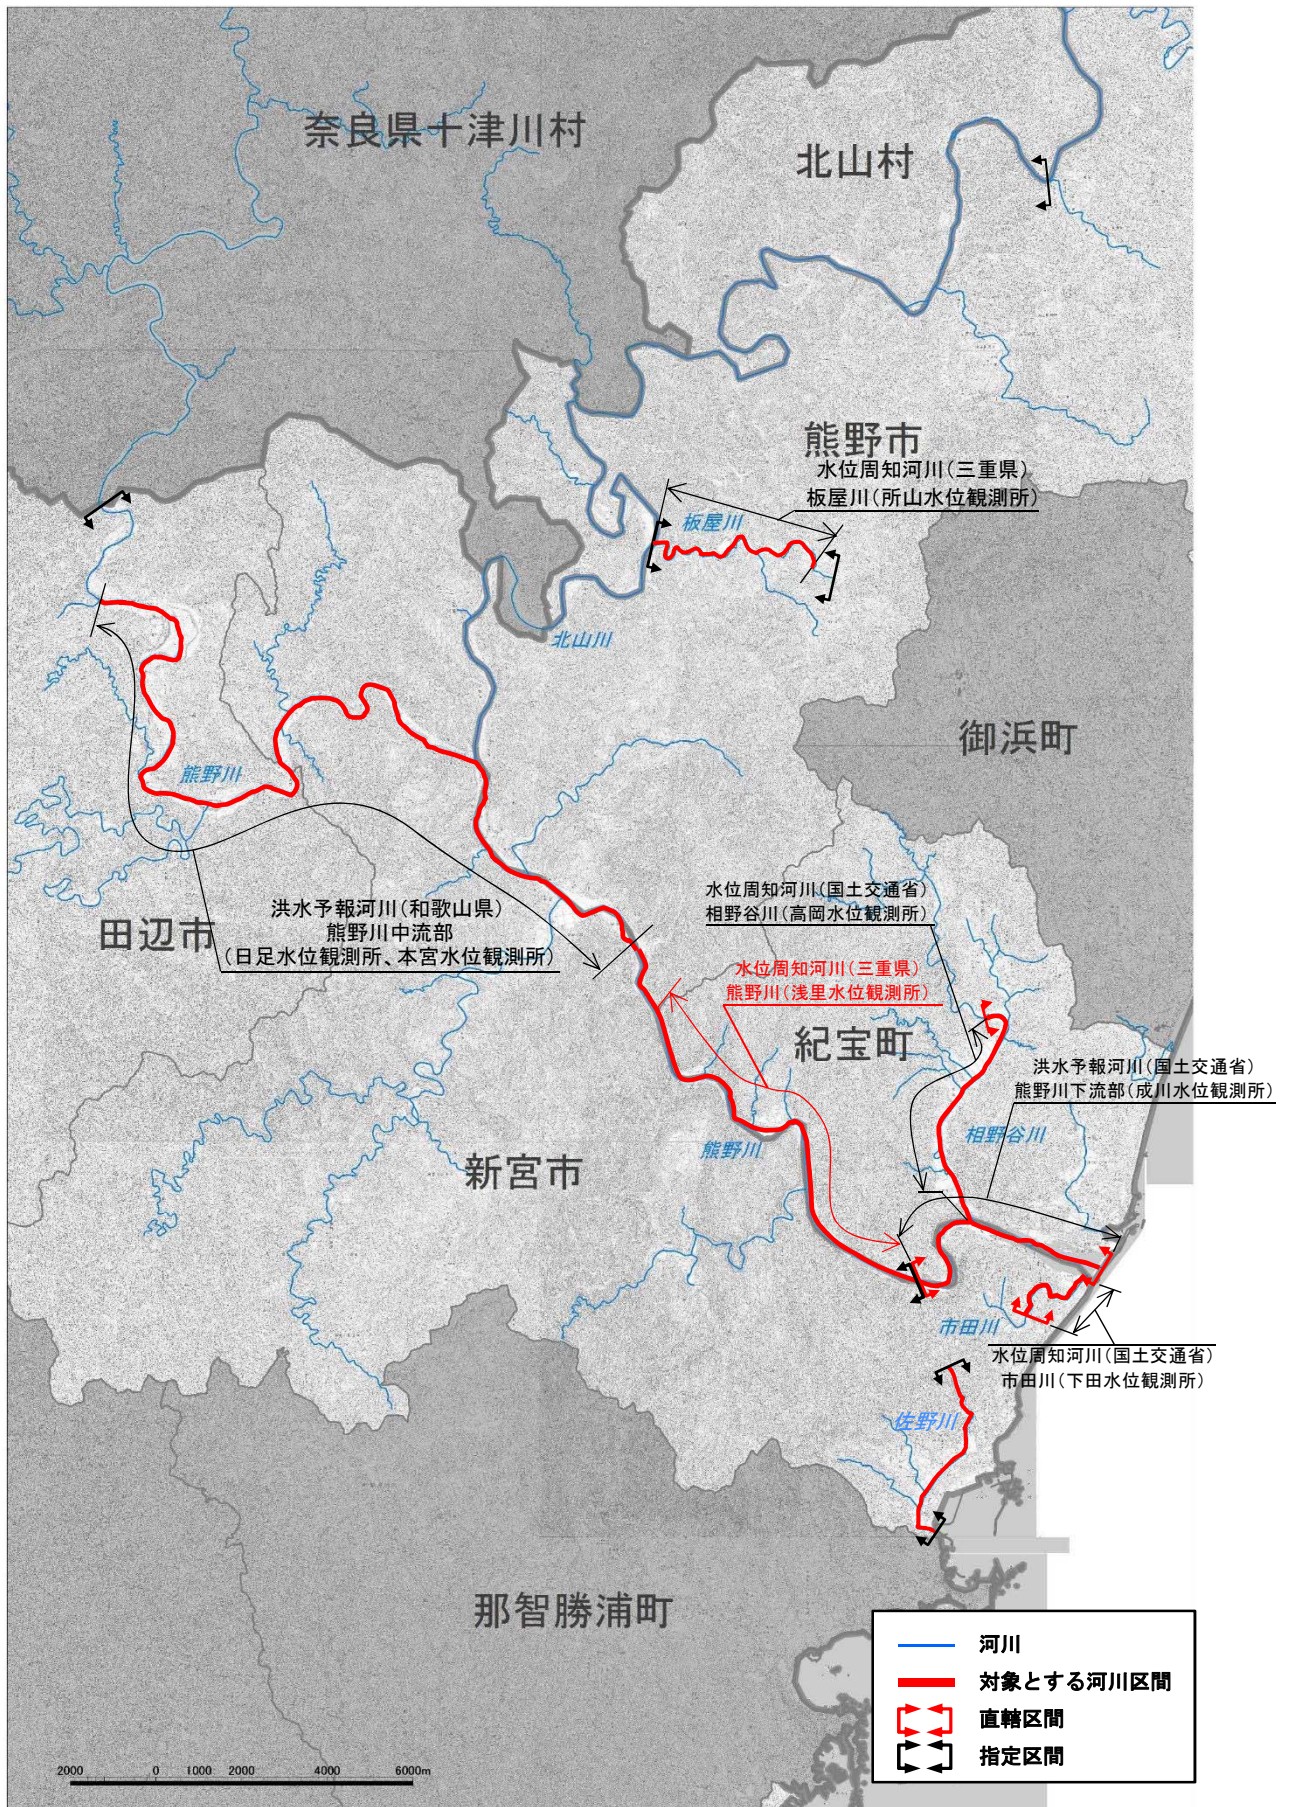 奈良県十津川村
北山村
熊野市
水位周知河川(三重県)
板屋川(所山水位観測所)
板屋川
北山川
御浜町
熊野川
水位周知河川(国土交通省)
相野谷川(高岡水位観測所)
洪水予報河川(和歌山県)
熊野川中流部
(日足水位観測所、本宮水位観測所)
田辺市
水位周知河川(三重県)
熊野川(浅里水位観測所)
紀宝町
洪水予報河川(国土交通省)
熊野川下流部(成川水位観測所)
相野谷川
熊野川
新宮市
市田川
水位周知河川(国土交通省)
市田川(下田水位観測所)
佐野川
那智勝浦町
河川
対象とする河川区間
直轄区間
指定区間
2000 0 1000 2000 4000 6000m